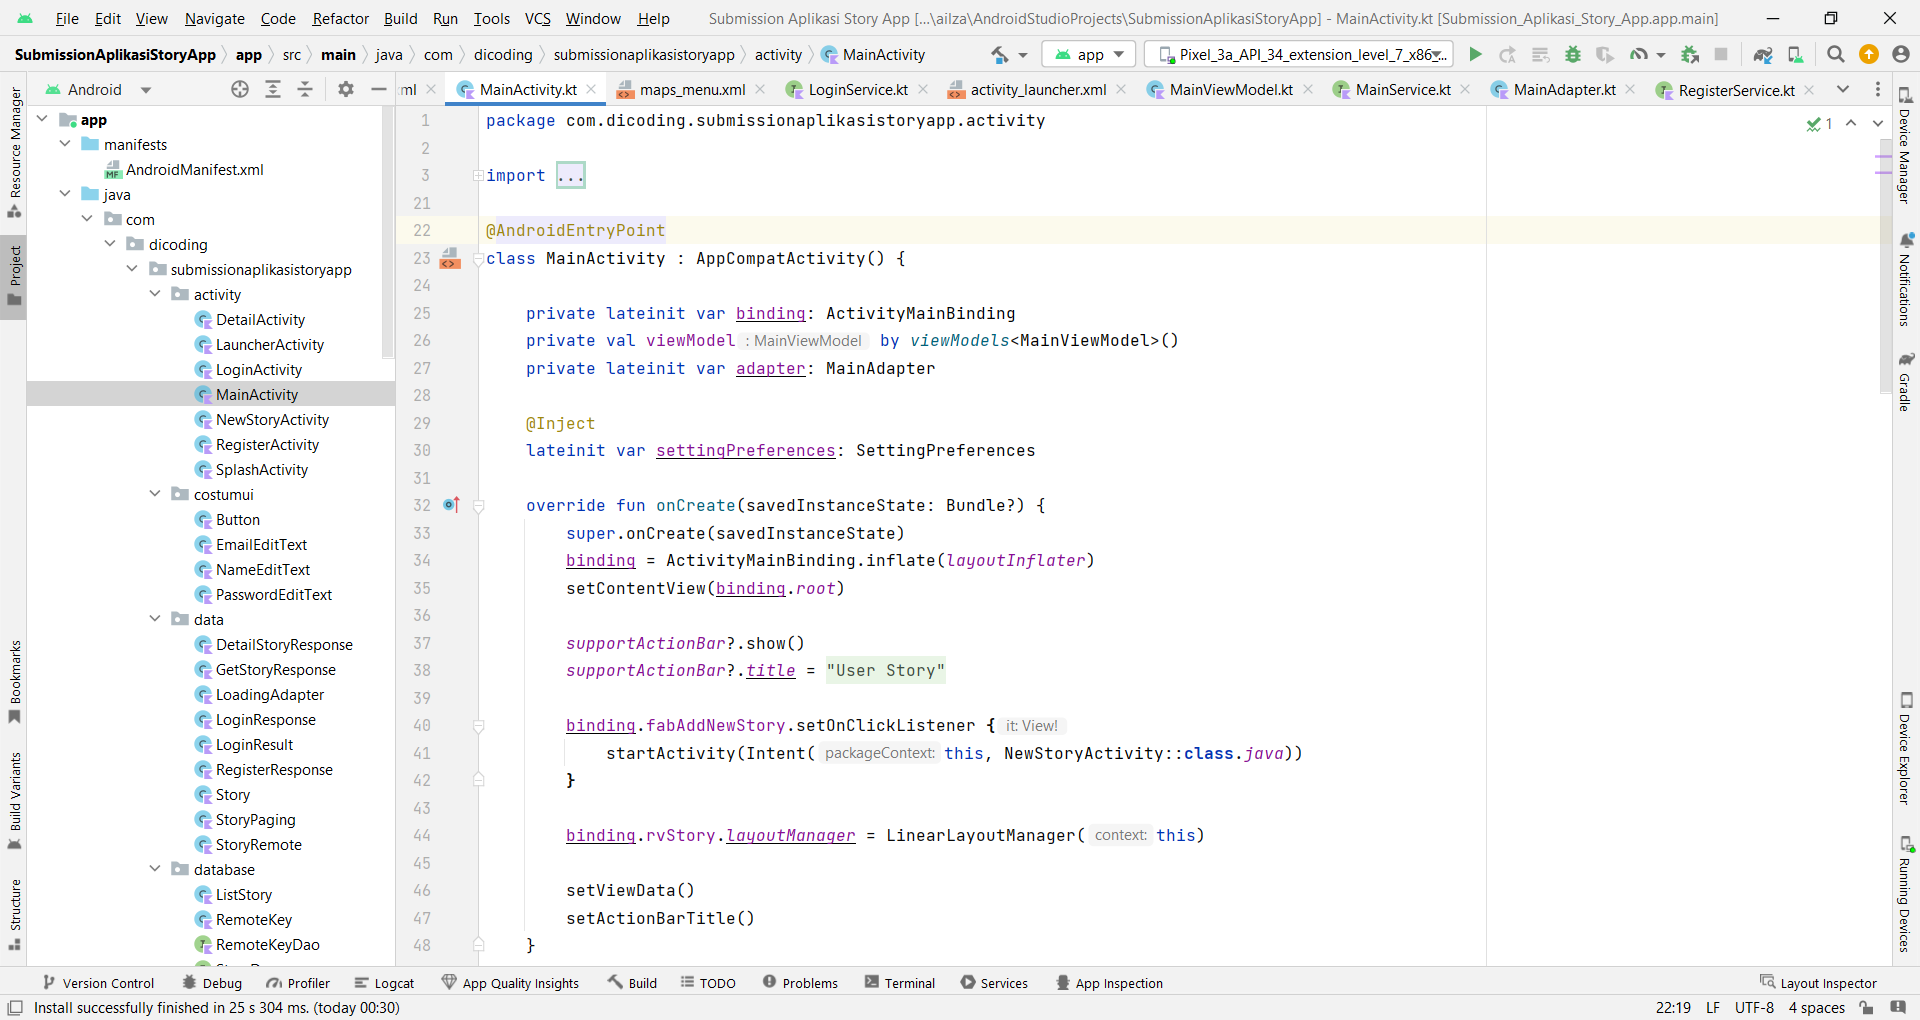 File Edit View Navigate Code Refactor Build Run Tools VCS Window Help Submission Aplikasi Story App [...\ailza\AndroidStudioProjects\SubmissionAplikasiStoryApp] - MainActivity.kt [Submission_Aplikasi_Story_App.app.main]
SubmissionAplikasiStoryApp app src main java com dicoding submissionaplikasistoryapp activity MainActivity app Pixel_3a_API_34_extension_level_7_x86_...
Android :ml MainActivity.kt maps_menu.xml LoginService.kt activity_launcher.xml MainViewModel.kt MainService.kt MainAdapter.kt RegisterService.kt
Resource Manager
Project
Bookmarks
Build Variants
Structure
app
manifests
AndroidManifest.xml
java
com
dicoding
submissionaplikasistoryapp
activity
DetailActivity
LauncherActivity
LoginActivity
MainActivity
NewStoryActivity
RegisterActivity
SplashActivity
costumui
Button
EmailEditText
NameEditText
PasswordEditText
data
DetailStoryResponse
GetStoryResponse
LoadingAdapter
LoginResponse
LoginResult
RegisterResponse
Story
StoryPaging
StoryRemote
database
ListStory
RemoteKey
RemoteKeyDao
1 package com.dicoding.submissionaplikasistoryapp.activity
2
3 import ...
21
22 @AndroidEntryPoint
23 class MainActivity : AppCompatActivity() {
24
25 private lateinit var binding: ActivityMainBinding
26 private val viewModel : MainViewModel by viewModels<MainViewModel>()
27 private lateinit var adapter: MainAdapter
28
29 @Inject
30 lateinit var settingPreferences: SettingPreferences
31
32 override fun onCreate(savedInstanceState: Bundle?) {
33 super.onCreate(savedInstanceState)
34 binding = ActivityMainBinding.inflate(layoutInflater)
35 setContentView(binding.root)
36
37 supportActionBar?.show()
38 supportActionBar?.title = "User Story"
39
40 binding.fabAddNewStory.setOnClickListener { it: View!
41 startActivity(Intent( packageContext: this, NewStoryActivity::class.java))
42 }
43
44 binding.rvStory.layoutManager = LinearLayoutManager( context: this)
45
46 setViewData()
47 setActionBarTitle()
48 }
1
Device Manager
Notifications
Gradle
Device Explorer
Running Devices
Version Control Debug Profiler Logcat App Quality Insights Build TODO Problems Terminal Services App Inspection Layout Inspector
Install successfully finished in 25 s 304 ms. (today 00:30) 22:19 LF UTF-8 4 spaces